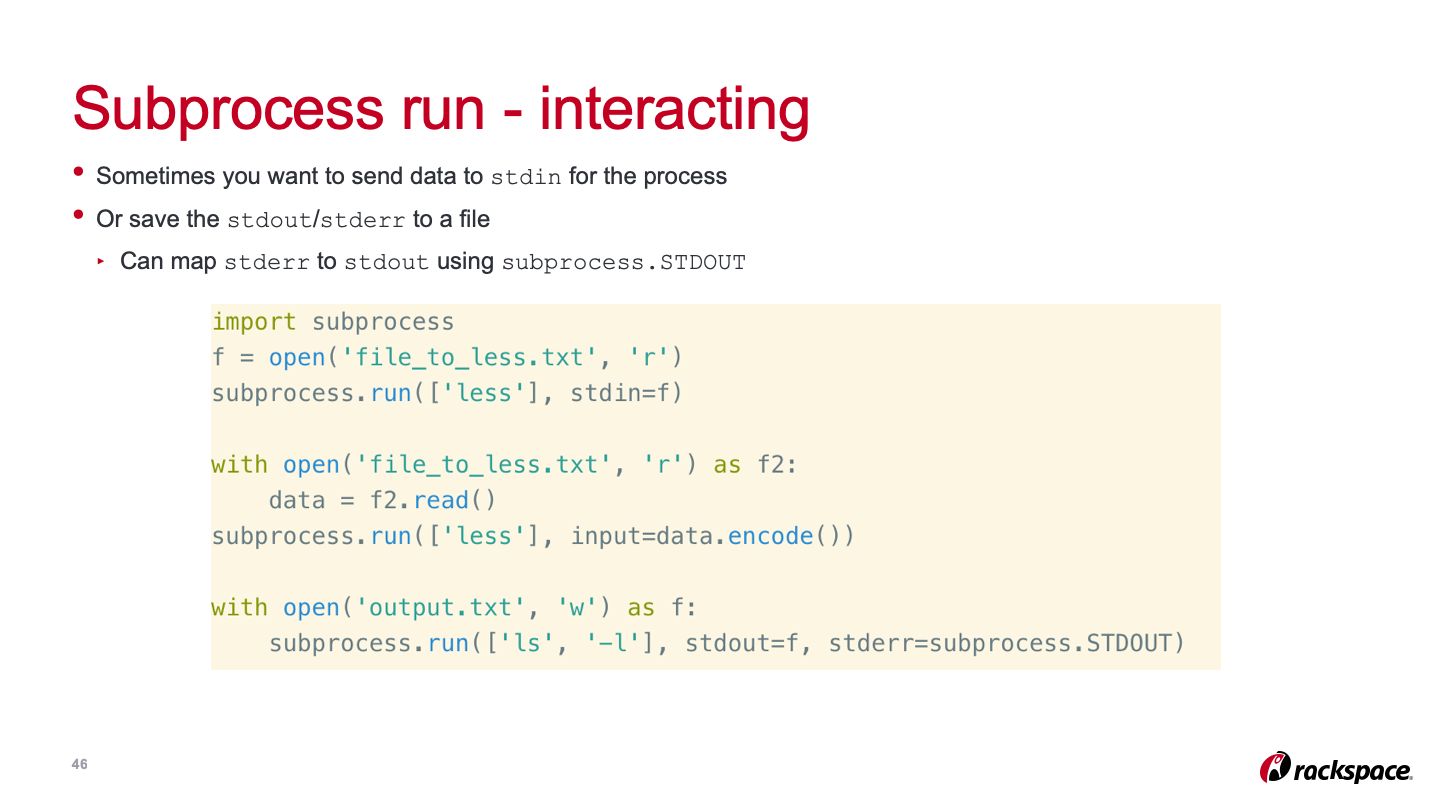 Subprocess run - interacting
• Sometimes you want to send data to stdin for the process
• Or save the stdout/stderr to a file
‣ Can map stderr to stdout using subprocess.STDOUT
import subprocess
f = open('file_to_less.txt', 'r')
subprocess.run(['less'], stdin=f)
with open('file_to_less.txt', 'r') as f2:
    data = f2.read()
subprocess.run(['less'], input=data.encode())
with open('output.txt', 'w') as f:
    subprocess.run(['ls', '-l'], stdout=f, stderr=subprocess.STDOUT)
46
rackspace.